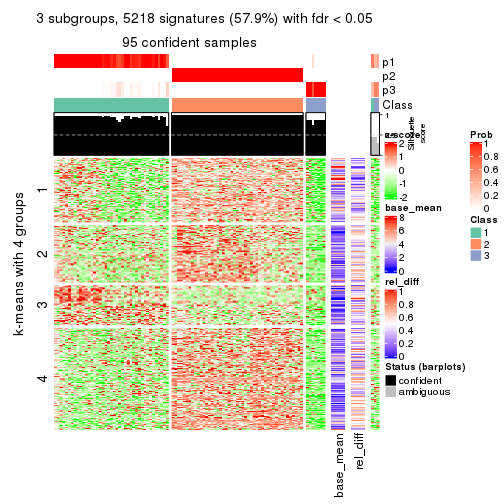 3 subgroups, 5218 signatures (57.9%) with fdr < 0.05
95 confident samples
p1
p2
p3
Class
1
Silhouette
score
z-score
2
1
0
-2
base_mean
8
6
4
2
0
rel_diff
1
0.8
0.6
0.4
0.2
0
Status (barplots)
confident
ambiguous
Prob
1
0.8
0.6
0.4
0.2
0
Class
1
2
3
k-means with 4 groups
1
2
3
4
base_mean
rel_diff